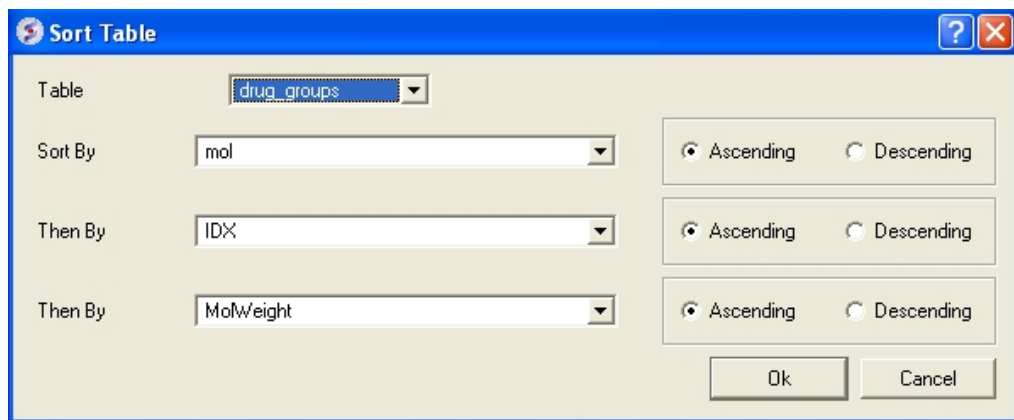 Sort Table
Table drug_groups
Sort By mol Ascending Descending
Then By IDX Ascending Descending
Then By MolWeight Ascending Descending
Ok Cancel